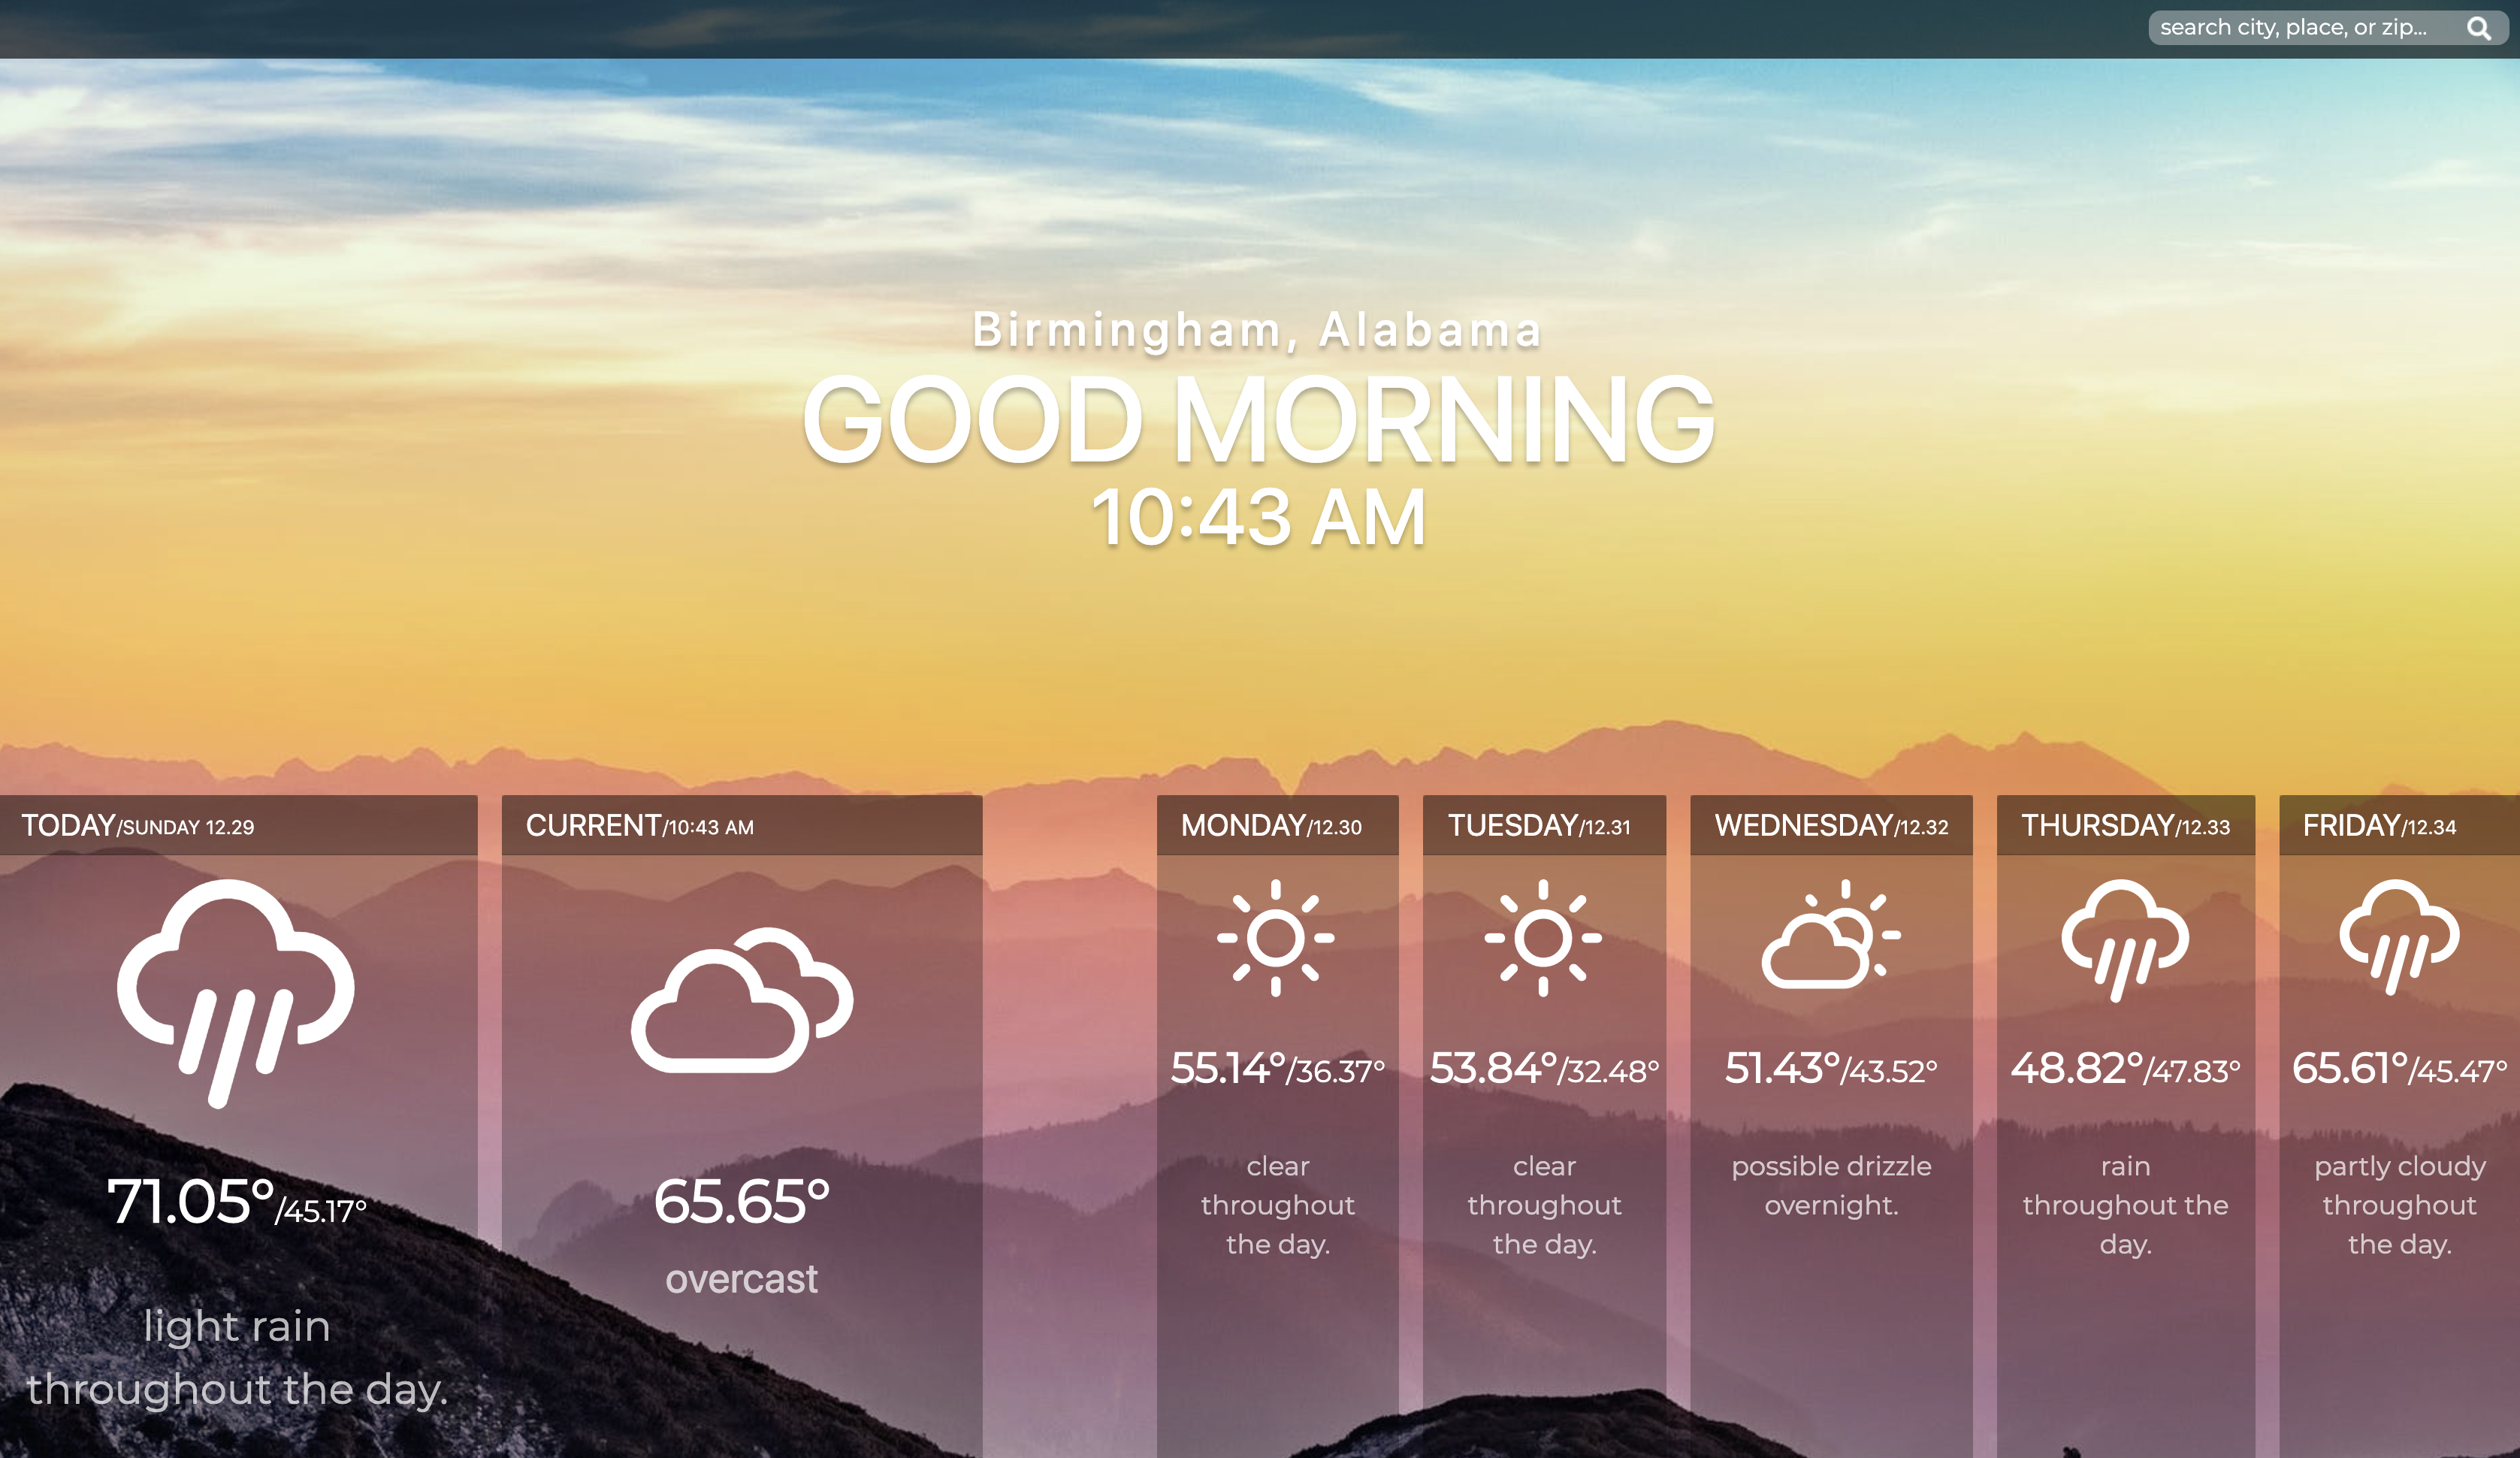 search city, place, or zip...
Birmingham, Alabama
GOOD MORNING
10:43 AM
TODAY/SUNDAY 12.29
71.05°/45.17°
light rain
throughout the day.
CURRENT/10:43 AM
65.65°
overcast
MONDAY/12.30
55.14°/36.37°
clear
throughout
the day.
TUESDAY/12.31
53.84°/32.48°
clear
throughout
the day.
WEDNESDAY/12.32
51.43°/43.52°
possible drizzle
overnight.
THURSDAY/12.33
48.82°/47.83°
rain
throughout the
day.
FRIDAY/12.34
65.61°/45.47°
partly cloudy
throughout
the day.